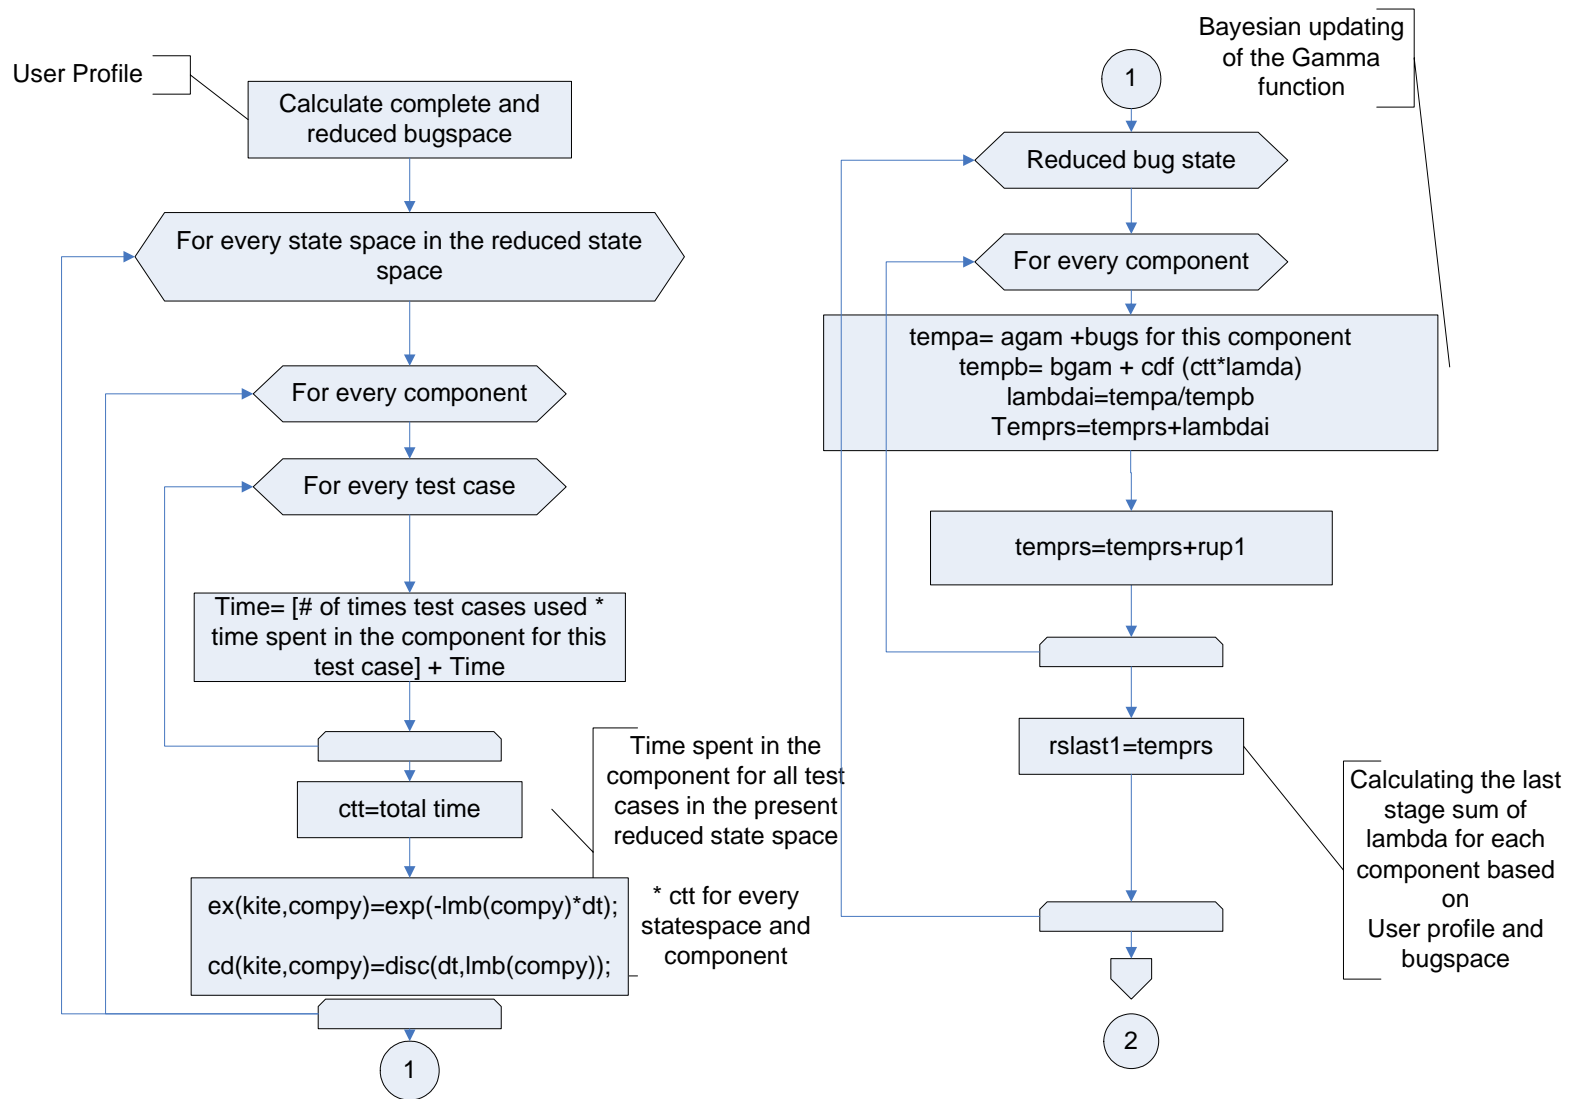 User Profile
Calculate complete and
reduced bugspace
For every state space in the reduced state
space
For every component
For every test case
Time= [# of times test cases used *
time spent in the component for this
test case] + Time
ctt=total time
Time spent in the
component for all test
cases in the present
reduced state space
* ctt for every
statespace and
component
ex(kite,compy)=exp(-lmb(compy)*dt);
cd(kite,compy)=disc(dt,lmb(compy));
1
1
Bayesian updating
of the Gamma
function
Reduced bug state
For every component
tempa= agam +bugs for this component
tempb= bgam + cdf (ctt*lamda)
lambdai=tempa/tempb
Temprs=temprs+lambdai
temprs=temprs+rup1
rslast1=temprs
Calculating the last
stage sum of
lambda for each
component based
on
User profile and
bugspace
2